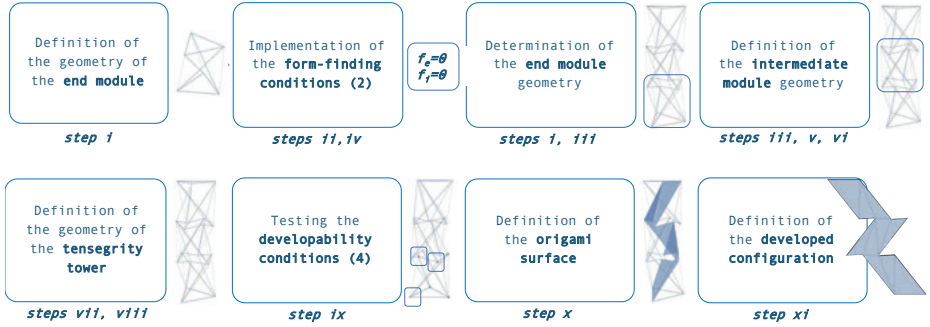 Definition of
the geometry of
the end module
step i
Implementation of
the form-finding
conditions (2)
steps ii,iv
fe=0
fi=0
Determination of
the end module
geometry
steps i, iii
Definition of
the intermediate
module geometry
steps iii, v, vi
Definition of
the geometry of
the tensegrity
tower
steps vii, viii
Testing the
developability
conditions (4)
step ix
Definition of
the origami
surface
step x
Definition of
the developed
configuration
step xi